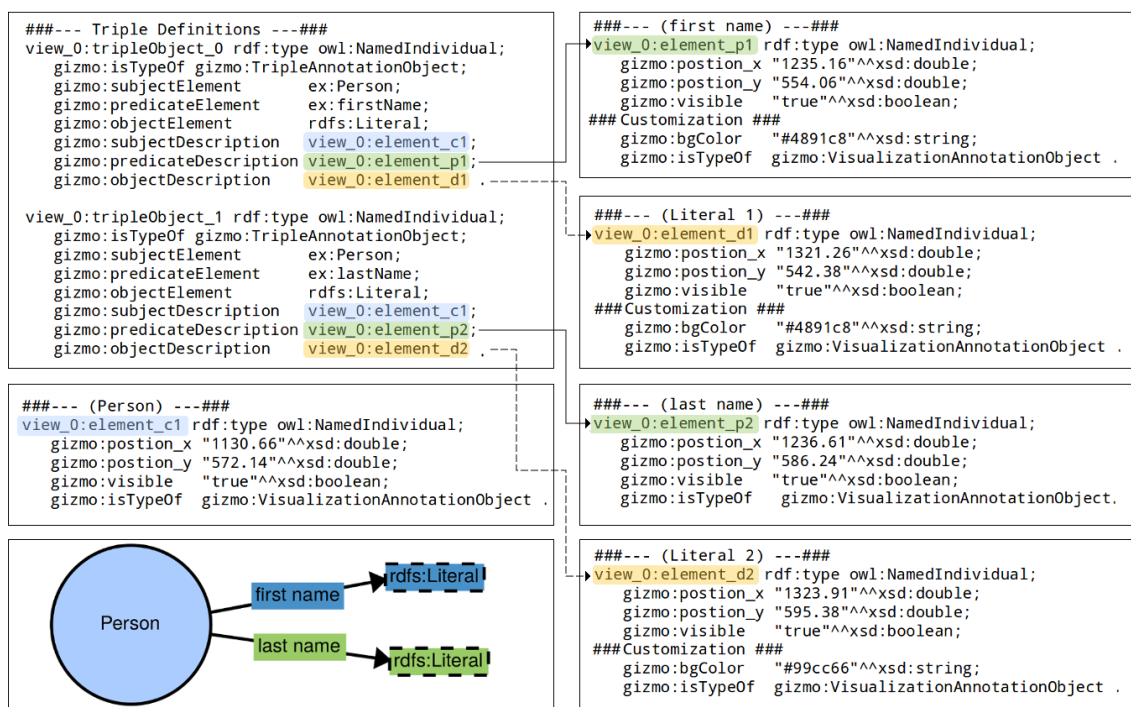 ###--- Triple Definitions ---###
view_0:tripleObject_0 rdf:type owl:NamedIndividual;
gizmo:isTypeOf gizmo:TripleAnnotationObject;
gizmo:subjectElement ex:Person;
gizmo:predicateElement ex:firstName;
gizmo:objectElement rdfs:Literal;
gizmo:subjectDescription view_0:element_c1;
gizmo:predicateDescription view_0:element_p1;
gizmo:objectDescription view_0:element_d1 .
view_0:tripleObject_1 rdf:type owl:NamedIndividual;
gizmo:isTypeOf gizmo:TripleAnnotationObject;
gizmo:subjectElement ex:Person;
gizmo:predicateElement ex:lastName;
gizmo:objectElement rdfs:Literal;
gizmo:subjectDescription view_0:element_c1;
gizmo:predicateDescription view_0:element_p2;
gizmo:objectDescription view_0:element_d2 .
###--- (Person) ---###
view_0:element_c1 rdf:type owl:NamedIndividual;
gizmo:postion_x "1130.66"^^xsd:double;
gizmo:postion_y "572.14"^^xsd:double;
gizmo:visible "true"^^xsd:boolean;
gizmo:isTypeOf gizmo:VisualizationAnnotationObject .
Person
first name
rdfs:Literal
last name
rdfs:Literal
###--- (first name) ---###
view_0:element_p1 rdf:type owl:NamedIndividual;
gizmo:postion_x "1235.16"^^xsd:double;
gizmo:postion_y "554.06"^^xsd:double;
gizmo:visible "true"^^xsd:boolean;
###Customization ###
gizmo:bgColor "#4891c8"^^xsd:string;
gizmo:isTypeOf gizmo:VisualizationAnnotationObject .
###--- (Literal 1) ---###
view_0:element_d1 rdf:type owl:NamedIndividual;
gizmo:postion_x "1321.26"^^xsd:double;
gizmo:postion_y "542.38"^^xsd:double;
gizmo:visible "true"^^xsd:boolean;
###Customization ###
gizmo:bgColor "#4891c8"^^xsd:string;
gizmo:isTypeOf gizmo:VisualizationAnnotationObject .
###--- (last name) ---###
view_0:element_p2 rdf:type owl:NamedIndividual;
gizmo:postion_x "1236.61"^^xsd:double;
gizmo:postion_y "586.24"^^xsd:double;
gizmo:visible "true"^^xsd:boolean;
gizmo:isTypeOf gizmo:VisualizationAnnotationObject.
###--- (Literal 2) ---###
view_0:element_d2 rdf:type owl:NamedIndividual;
gizmo:postion_x "1323.91"^^xsd:double;
gizmo:postion_y "595.38"^^xsd:double;
gizmo:visible "true"^^xsd:boolean;
###Customization ###
gizmo:bgColor "#99cc66"^^xsd:string;
gizmo:isTypeOf gizmo:VisualizationAnnotationObject .